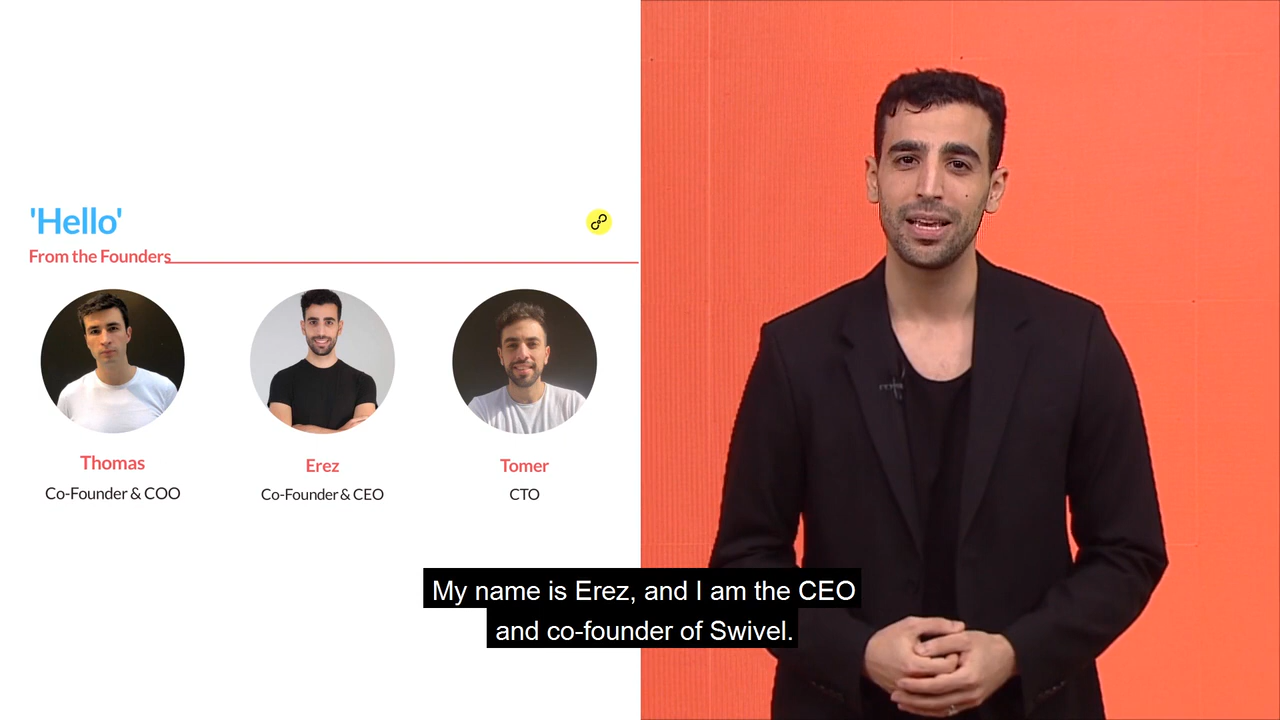 'Hello'
From the Founders
Thomas
Erez
Tomer
Co-Founder & COO
Co-Founder & CEO
CTO
My name is Erez, and I am the CEO
and co-founder of Swivel.